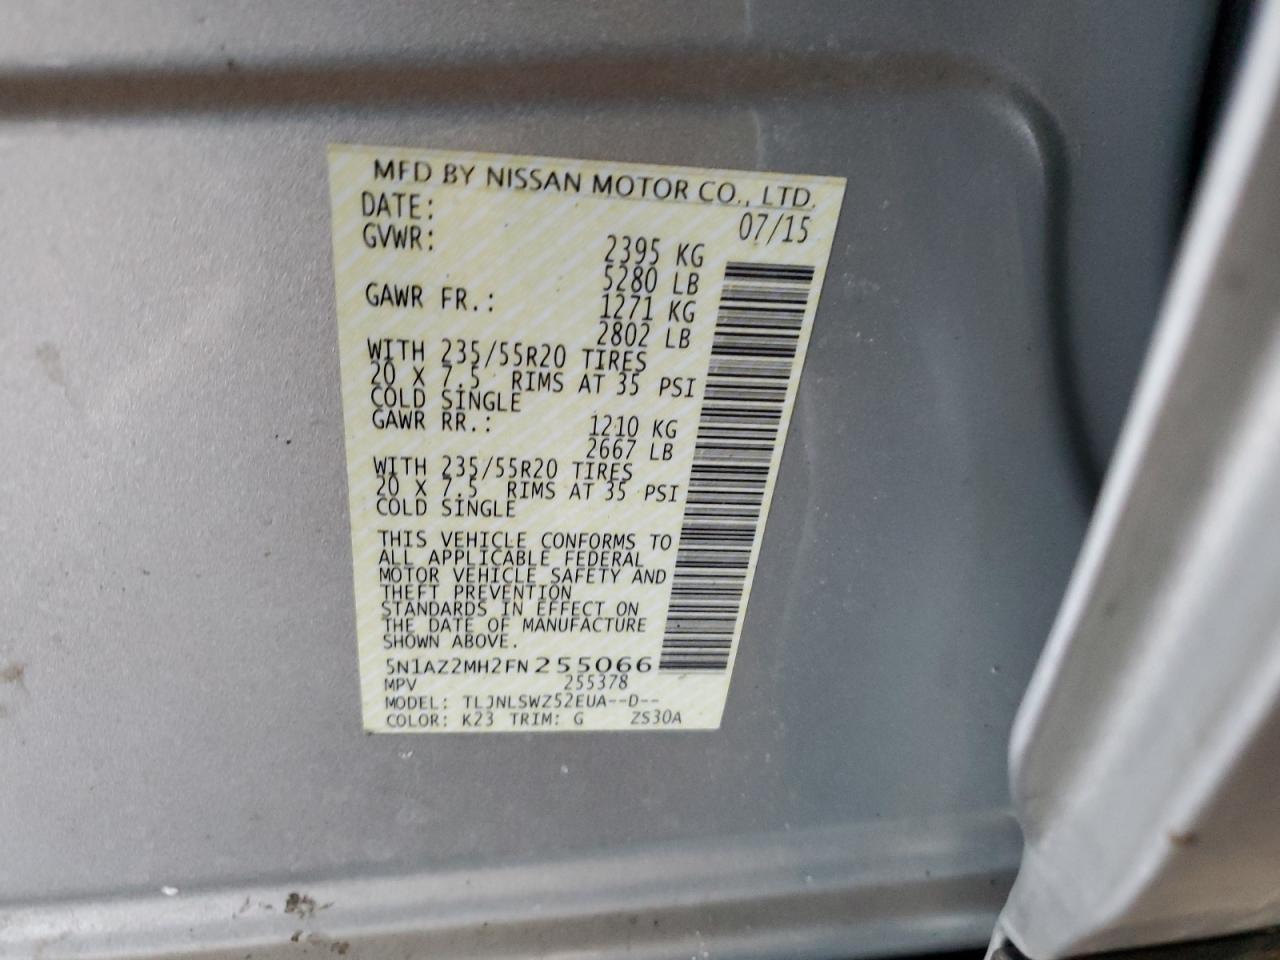 MFD BY NISSAN MOTOR CO., LTD.
DATE: 07/15
GVWR: 2395 KG
5280 LB
GAWR FR.: 1271 KG
2802 LB
WITH 235/55R20 TIRES
20 X 7.5 RIMS AT 35 PSI
COLD SINGLE
GAWR RR.: 1210 KG
2667 LB
WITH 235/55R20 TIRES
20 X 7.5 RIMS AT 35 PSI
COLD SINGLE
THIS VEHICLE CONFORMS TO
ALL APPLICABLE FEDERAL
MOTOR VEHICLE SAFETY AND
THEFT PREVENTION
STANDARDS IN EFFECT ON
THE DATE OF MANUFACTURE
SHOWN ABOVE.
5N1AZ2MH2FN255066
MPV 255378
MODEL: TLJNLSWZ52EUA--D--
COLOR: K23 TRIM: G ZS30A